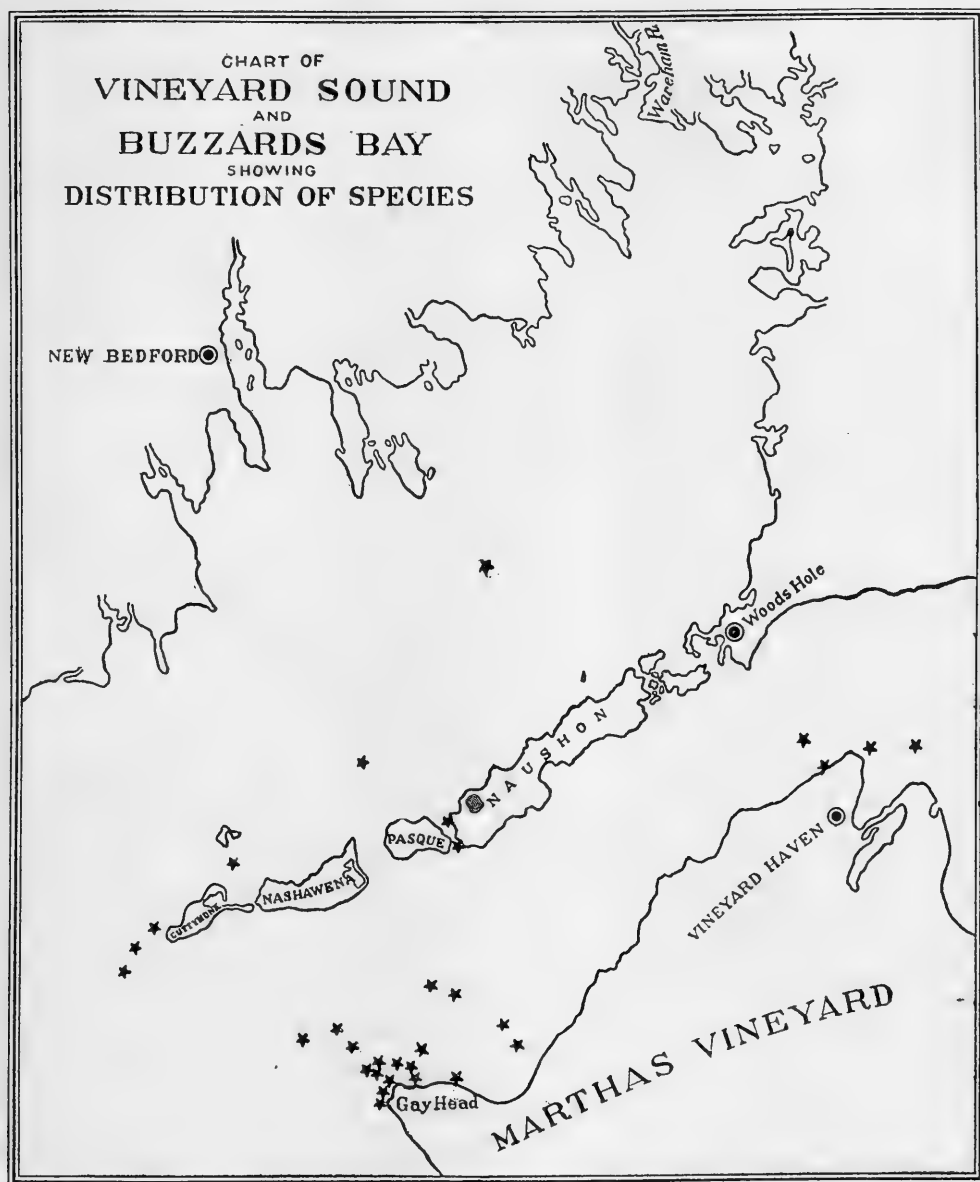 CHART OF
VINEYARD SOUND
AND
BUZZARDS BAY
SHOWING
DISTRIBUTION OF SPECIES
Wareham R.
NEW BEDFORD
Woods Hole
NAUSHON
PASQUE
NASHAWENA
CUTTYHUNK
VINEYARD HAVEN
MARTHAS VINEYARD
Gay Head